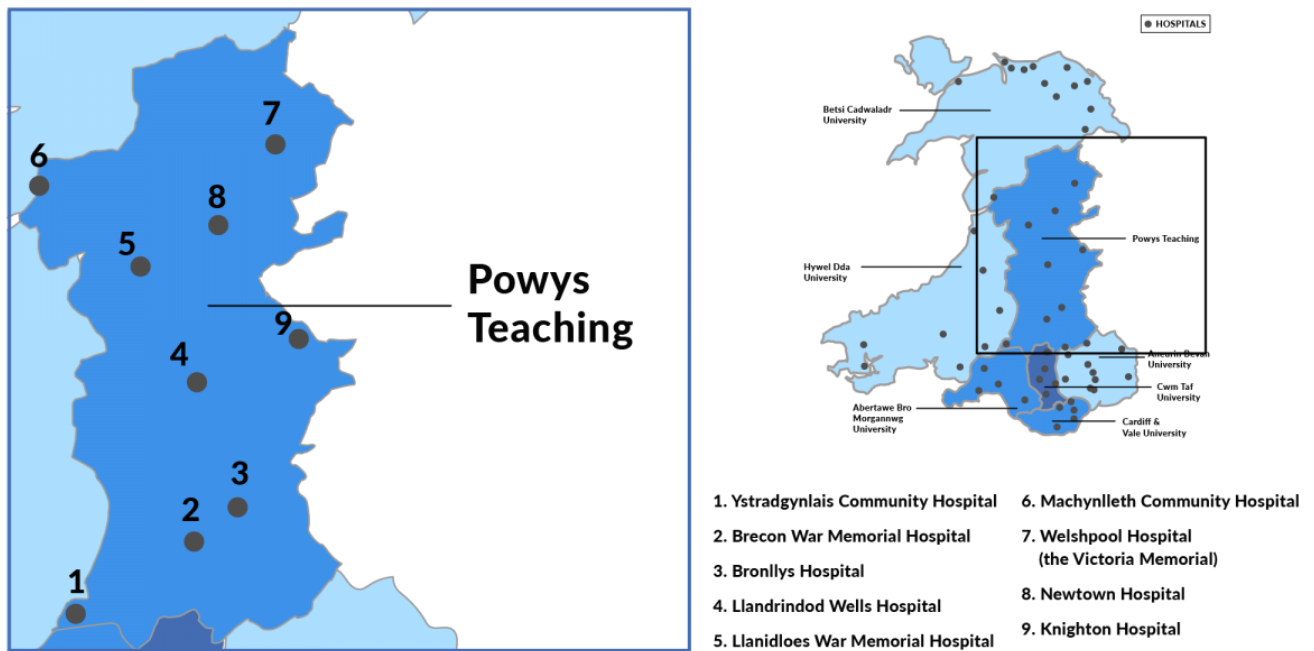 7
6
8
5
Powys
Teaching
9
4
3
2
1
HOSPITALS
Betsi Cadwaladr
University
Powys Teaching
Hywel Dda
University
Aneurin Bevan
University
Cwm Taf
University
Abertawe Bro
Morgannwg
University
Cardiff &
Vale University
1. Ystradgynlais Community Hospital
2. Brecon War Memorial Hospital
3. Bronllys Hospital
4. Llandrindod Wells Hospital
5. Llanidloes War Memorial Hospital
6. Machynlleth Community Hospital
7. Welshpool Hospital
(the Victoria Memorial)
8. Newtown Hospital
9. Knighton Hospital